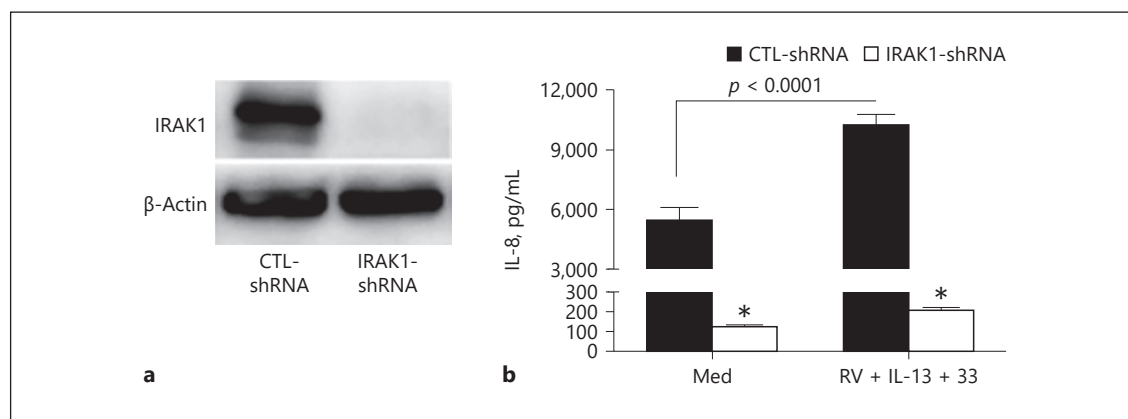 IRAK1
β-Actin
CTL-
shRNA
IRAK1-
shRNA
a
CTL-shRNA IRAK1-shRNA
p < 0.0001
IL-8, pg/mL
12,000
9,000
6,000
3,000
300
200
100
0
*
*
Med
RV + IL-13 + 33
b